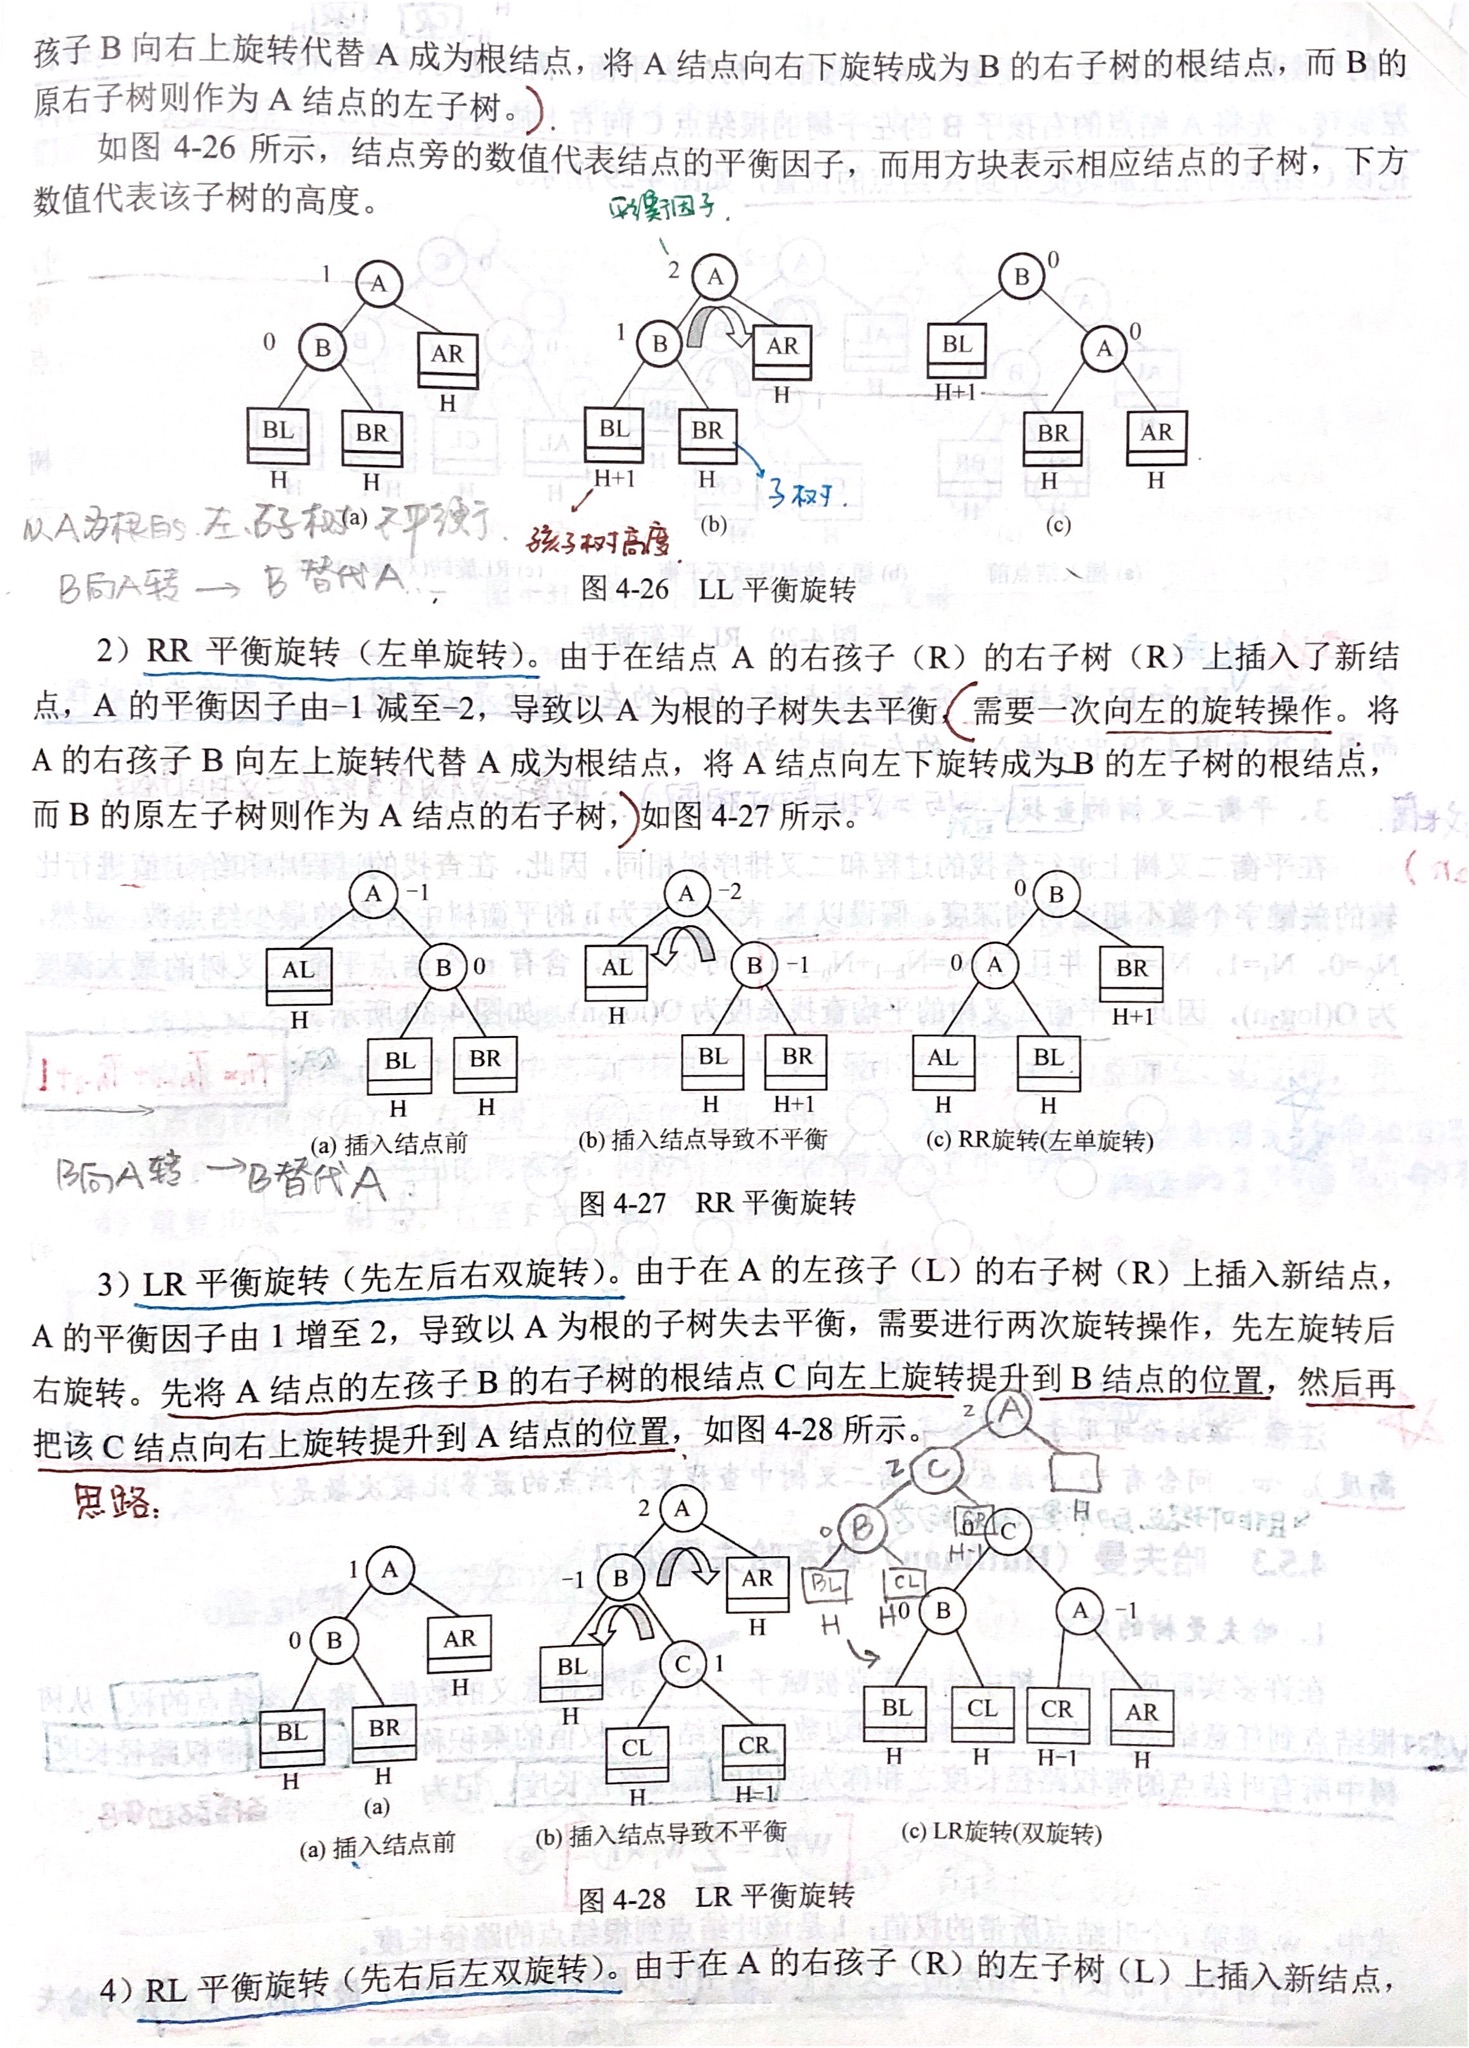 孩子 B 向右上旋转代替 A 成为根结点，将 A 结点向右下旋转成为 B 的右子树的根结点，而 B 的
原右子树则作为 A 结点的左子树。
如图 4-26 所示，结点旁的数值代表结点的平衡因子，而用方块表示相应结点的子树，下方
数值代表该子树的高度。
平衡因子.
1 A 2 A B 0
0 B AR 1 B AR BL A 0
H H H+1
BL BR BL BR BR AR
H H H+1 H H H
子树.
(a) (b) (c)
以A为根的左、右子树不平衡了.
该子树高度.
B向A转 → B替代A
图 4-26 LL 平衡旋转
2）RR 平衡旋转（左单旋转）。由于在结点 A 的右孩子（R）的右子树（R）上插入了新结
点，A 的平衡因子由−1 减至−2，导致以 A 为根的子树失去平衡，需要一次向左的旋转操作。将
A 的右孩子 B 向左上旋转代替 A 成为根结点，将 A 结点向左下旋转成为 B 的左子树的根结点，
而 B 的原左子树则作为 A 结点的右子树，如图 4-27 所示。
A −1 A −2 0 B
AL B 0 AL B −1 0 A BR
H H H+1
BL BR BL BR AL BL
H H H H+1 H H
(a) 插入结点前 (b) 插入结点导致不平衡 (c) RR旋转(左单旋转)
B向A转 → B替代A
图 4-27 RR 平衡旋转
3）LR 平衡旋转（先左后右双旋转）。由于在 A 的左孩子（L）的右子树（R）上插入新结点，
A 的平衡因子由 1 增至 2，导致以 A 为根的子树失去平衡，需要进行两次旋转操作，先左旋转后
右旋转。先将 A 结点的左孩子 B 的右子树的根结点 C 向左上旋转提升到 B 结点的位置，然后再
把该 C 结点向右上旋转提升到 A 结点的位置，如图 4-28 所示。
2 A
2 C H
思路：
0 B CR H-1
BL CL
H H
2 A 0 C
1 A −1 B AR 0 B A −1
0 B AR H
H BL C 1
H
BL BR CL CR BL CL CR AR
H H H H−1 H H H−1 H
(a)
(a) 插入结点前 (b) 插入结点导致不平衡 (c) LR旋转(双旋转)
图 4-28 LR 平衡旋转
4）RL 平衡旋转（先右后左双旋转）。由于在 A 的右孩子（R）的左子树（L）上插入新结点，